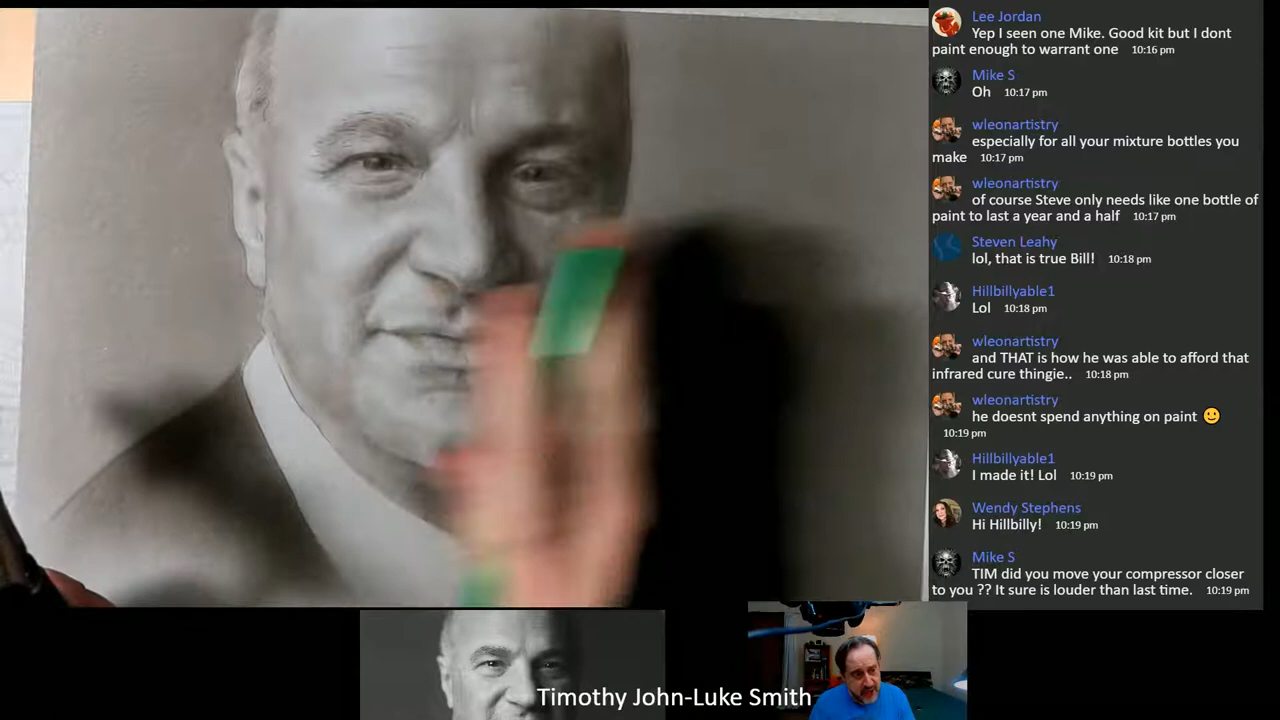 Lee Jordan
Yep I seen one Mike. Good kit but I dont
paint enough to warrant one 10:16 pm
Mike S
Oh 10:17 pm
wleonartistry
especially for all your mixture bottles you
make 10:17 pm
wleonartistry
of course Steve only needs like one bottle of
paint to last a year and a half 10:17 pm
Steven Leahy
lol, that is true Bill! 10:18 pm
Hillbillyable1
Lol 10:18 pm
wleonartistry
and THAT is how he was able to afford that
infrared cure thingie.. 10:18 pm
wleonartistry
he doesnt spend anything on paint 🙂
10:19 pm
Hillbillyable1
I made it! Lol 10:19 pm
Wendy Stephens
Hi Hillbilly! 10:19 pm
Mike S
TIM did you move your compressor closer
to you ?? It sure is louder than last time. 10:19 pm
Timothy John-Luke Smith